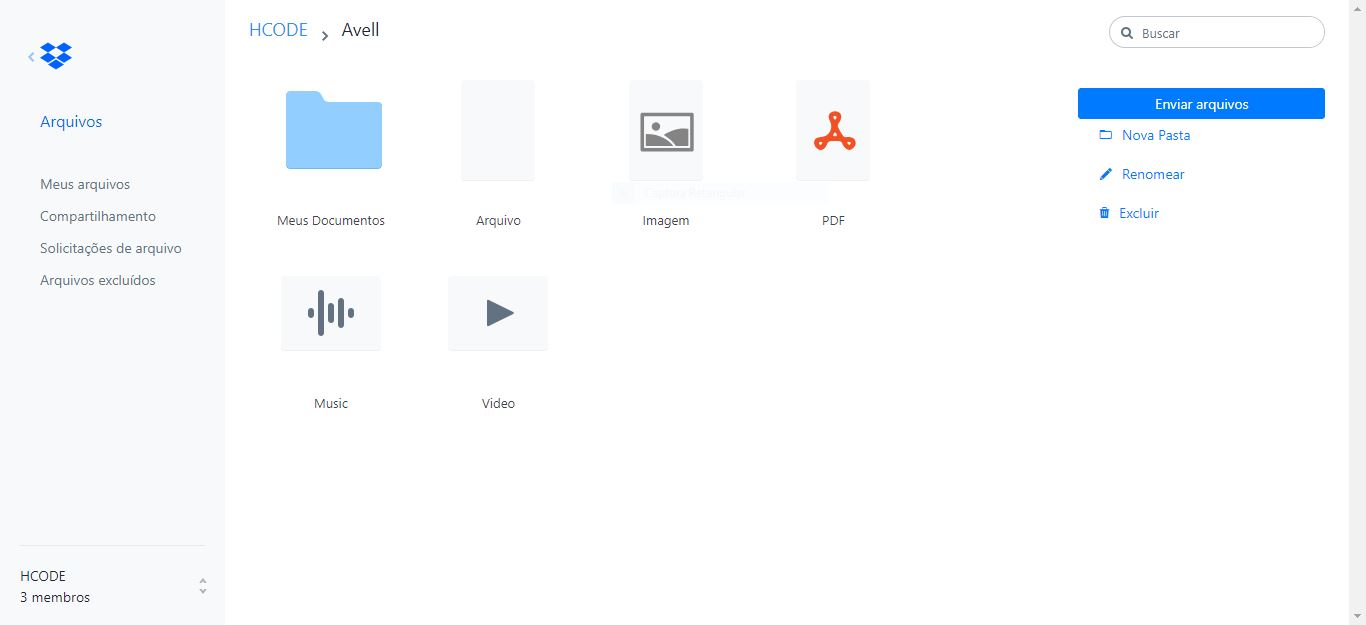 HCODE > Avell
Buscar
Arquivos
Meus arquivos
Compartilhamento
Solicitações de arquivo
Arquivos excluídos
HCODE
3 membros
Meus Documentos
Arquivo
Imagem
PDF
Captura Retangular
Music
Video
Enviar arquivos
Nova Pasta
Renomear
Excluir